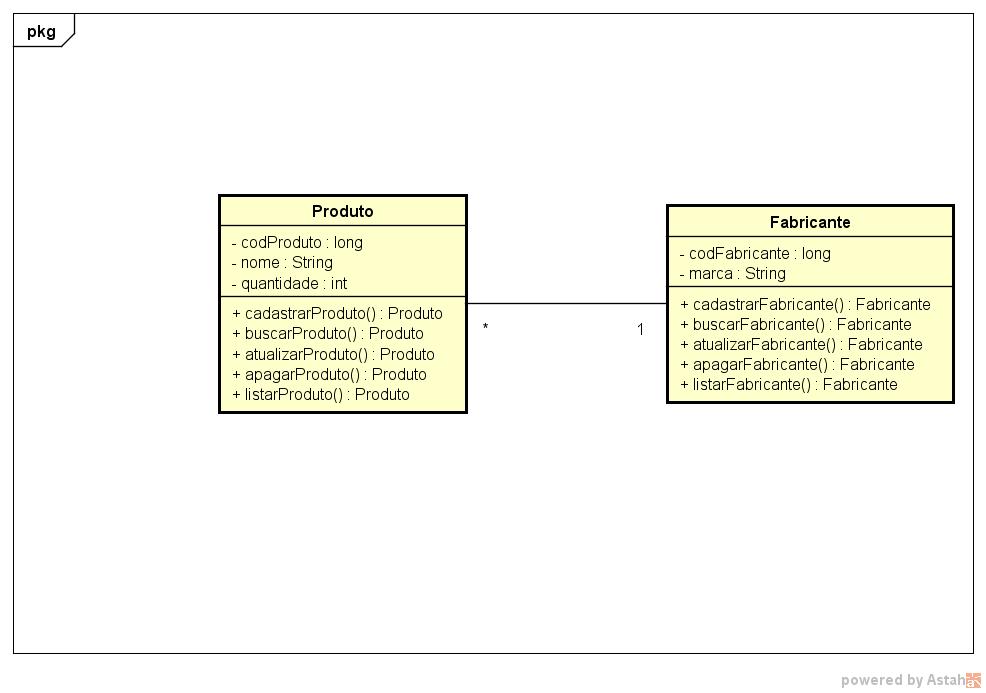 pkg
Produto
- codProduto : long
- nome : String
- quantidade : int
+ cadastrarProduto() : Produto
+ buscarProduto() : Produto
+ atualizarProduto() : Produto
+ apagarProduto() : Produto
+ listarProduto() : Produto
*
1
Fabricante
- codFabricante : long
- marca : String
+ cadastrarFabricante() : Fabricante
+ buscarFabricante() : Fabricante
+ atualizarFabricante() : Fabricante
+ apagarFabricante() : Fabricante
+ listarFabricante() : Fabricante
powered by Astah